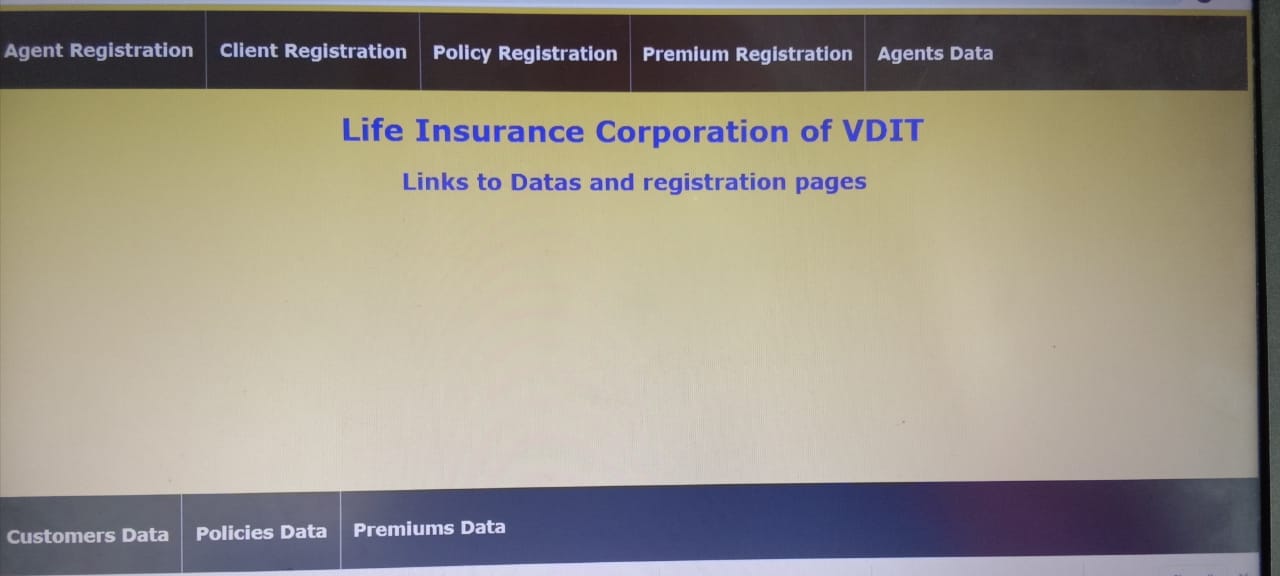 Agent Registration Client Registration Policy Registration Premium Registration Agents Data
Life Insurance Corporation of VDIT
Links to Datas and registration pages
Customers Data Policies Data Premiums Data